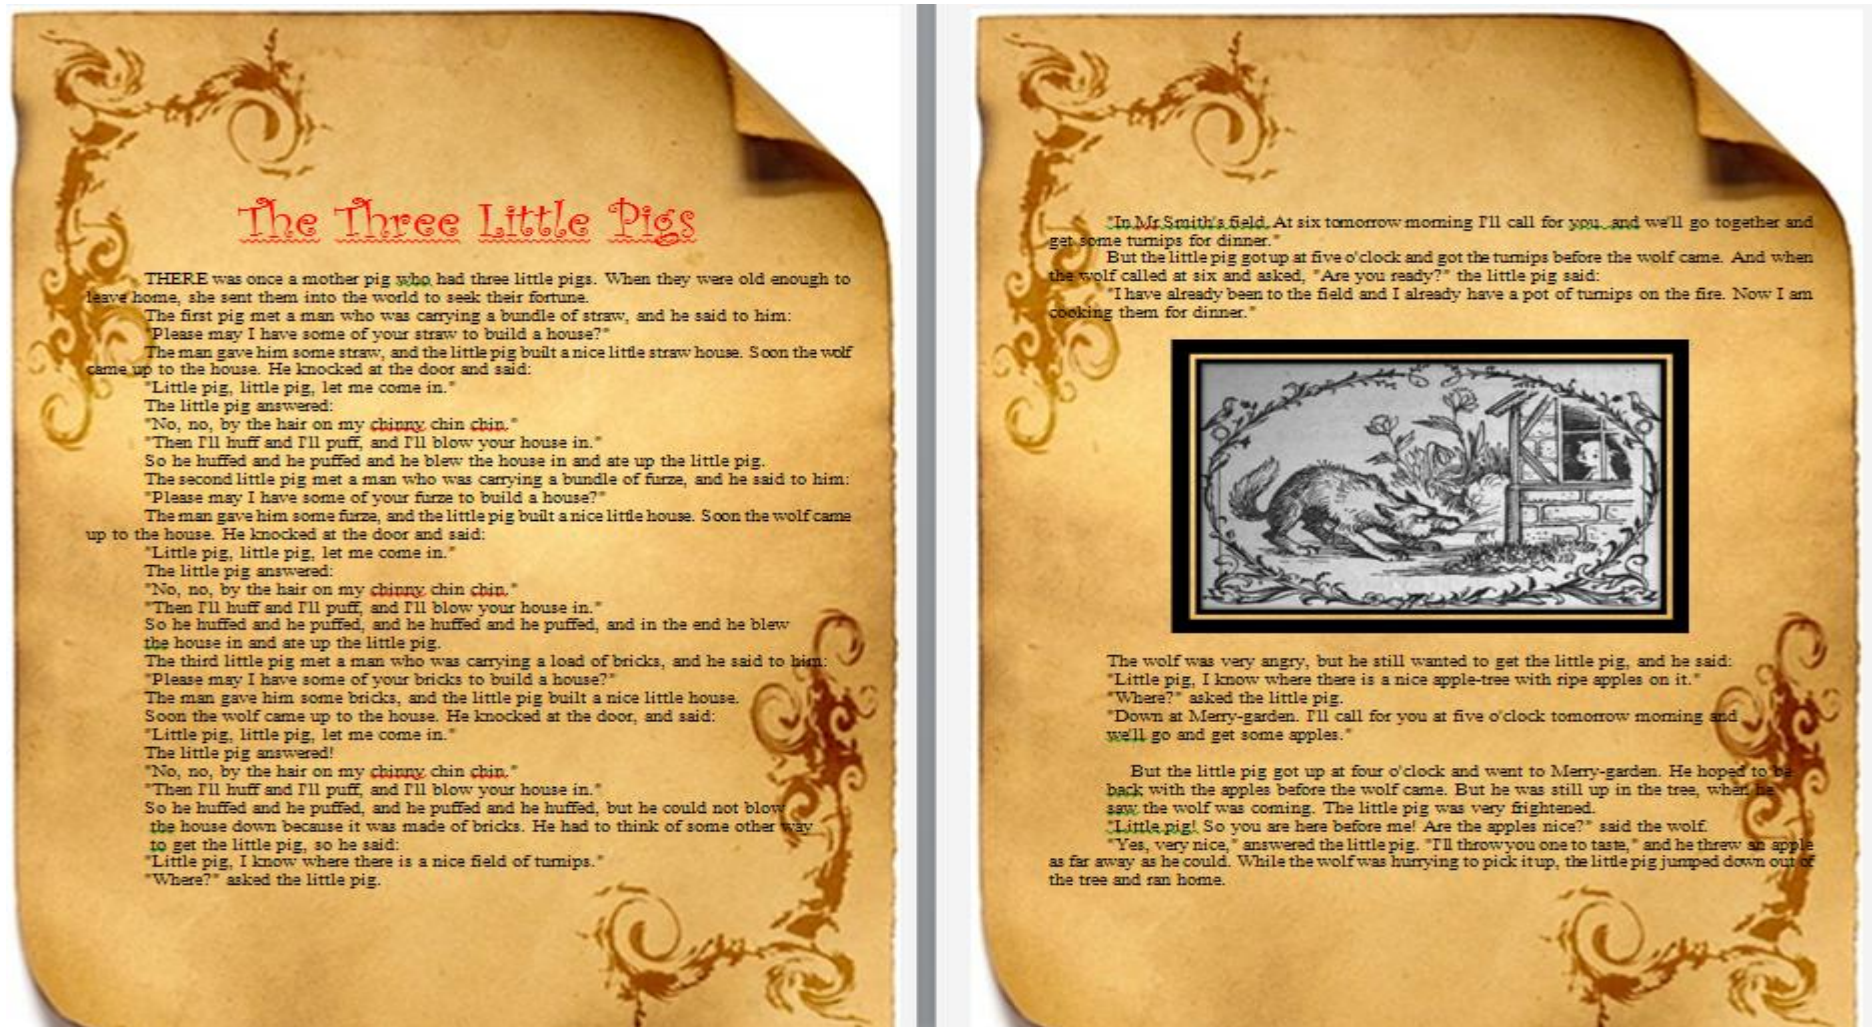 The Three Little Pigs
THERE was once a mother pig who had three little pigs. When they were old enough to
leave home, she sent them into the world to seek their fortune.
The first pig met a man who was carrying a bundle of straw, and he said to him:
"Please may I have some of your straw to build a house?"
The man gave him some straw, and the little pig built a nice little straw house. Soon the wolf
came up to the house. He knocked at the door and said:
"Little pig, little pig, let me come in."
The little pig answered:
"No, no, by the hair on my chinny chin chin."
"Then I'll huff and I'll puff, and I'll blow your house in."
So he huffed and he puffed and he blew the house in and ate up the little pig.
The second little pig met a man who was carrying a bundle of furze, and he said to him:
"Please may I have some of your furze to build a house?"
The man gave him some furze, and the little pig built a nice little house. Soon the wolf came
up to the house. He knocked at the door and said:
"Little pig, little pig, let me come in."
The little pig answered:
"No, no, by the hair on my chinny chin chin."
"Then I'll huff and I'll puff, and I'll blow your house in."
So he huffed and he puffed, and he huffed and he puffed, and in the end he blew
the house in and ate up the little pig.
The third little pig met a man who was carrying a load of bricks, and he said to him:
"Please may I have some of your bricks to build a house?"
The man gave him some bricks, and the little pig built a nice little house.
Soon the wolf came up to the house. He knocked at the door, and said:
"Little pig, little pig, let me come in."
The little pig answered!
"No, no, by the hair on my chinny chin chin."
"Then I'll huff and I'll puff, and I'll blow your house in."
So he huffed and he puffed, and he puffed and he huffed, but he could not blow
the house down because it was made of bricks. He had to think of some other way
to get the little pig, so he said:
"Little pig, I know where there is a nice field of turnips."
"Where?" asked the little pig.
"In Mr.Smith's field. At six tomorrow morning I'll call for you, and we'll go together and
get some turnips for dinner."
But the little pig got up at five o'clock and got the turnips before the wolf came. And when
the wolf called at six and asked, "Are you ready?" the little pig said:
"I have already been to the field and I already have a pot of turnips on the fire. Now I am
cooking them for dinner."
The wolf was very angry, but he still wanted to get the little pig, and he said:
"Little pig, I know where there is a nice apple-tree with ripe apples on it."
"Where?" asked the little pig.
"Down at Merry-garden. I'll call for you at five o'clock tomorrow morning and
we'll go and get some apples."
But the little pig got up at four o'clock and went to Merry-garden. He hoped to be
back with the apples before the wolf came. But he was still up in the tree, when he
saw the wolf was coming. The little pig was very frightened.
"Little pig! So you are here before me! Are the apples nice?" said the wolf.
"Yes, very nice," answered the little pig. "I'll throw you one to taste," and he threw an apple
as far away as he could. While the wolf was hurrying to pick it up, the little pig jumped down out of
the tree and ran home.